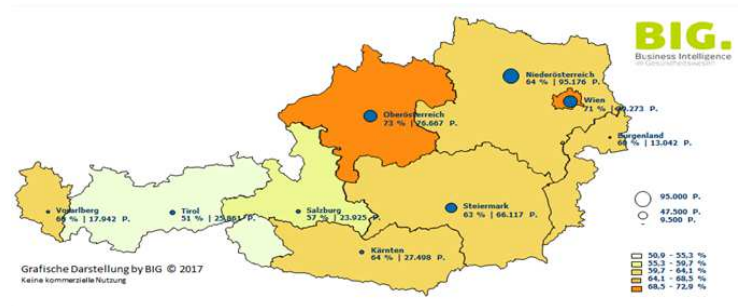 BIG.
Business Intelligence
im Gesundheitswesen
Niederösterreich
64 % | 95.176 P.
Wien
71 % |
Oberösterreich
73 % | 76.667 P.
Burgenland
| 13.042 P.
Vorarlberg
| 17.942 P.
Tirol
51 % |
Salzburg
57 % | 23.925 P.
Steiermark
63 % | 66.117 P.
Kärnten
64 % | 27.498 P.
95.000 P.
47.500 P.
9.500 P.
50,9 - 55,3 %
55,3 - 59,7 %
59,7 - 64,1 %
64,1 - 68,5 %
68,5 - 72,9 %
Grafische Darstellung by BIG © 2017
Keine kommerzielle Nutzung